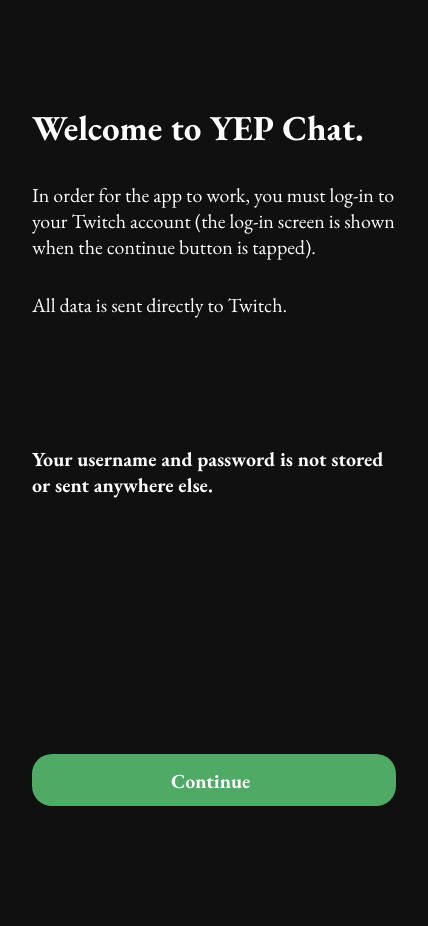 Welcome to YEP Chat.
In order for the app to work, you must log-in to
your Twitch account (the log-in screen is shown
when the continue button is tapped).
All data is sent directly to Twitch.
Your username and password is not stored
or sent anywhere else.
Continue